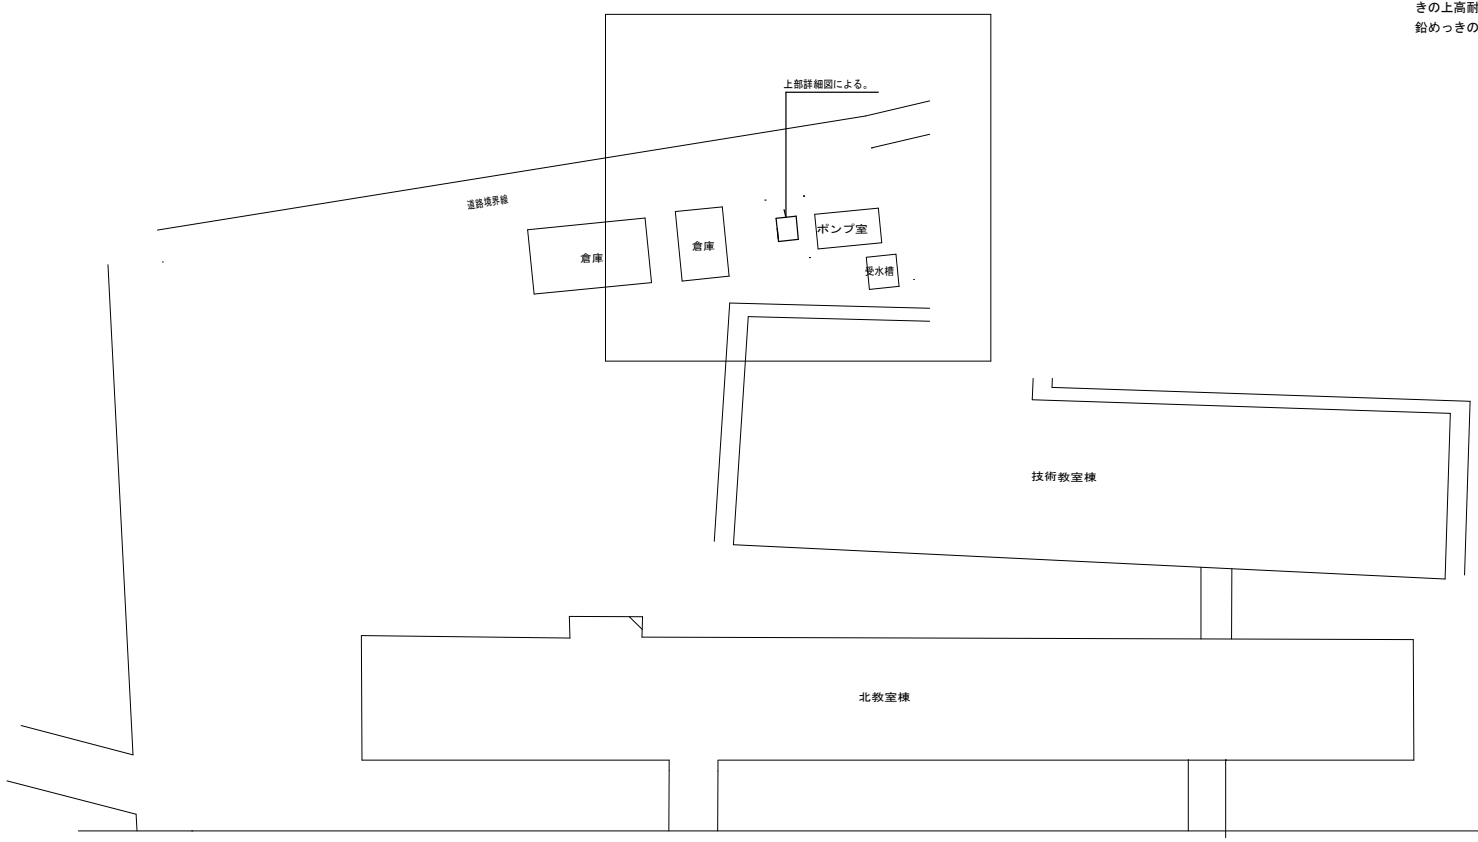 きの上高耐
鉛めっきの
上部詳細図による。
道路境界線
倉庫
倉庫
ポンプ室
受水槽
技術教室棟
北教室棟